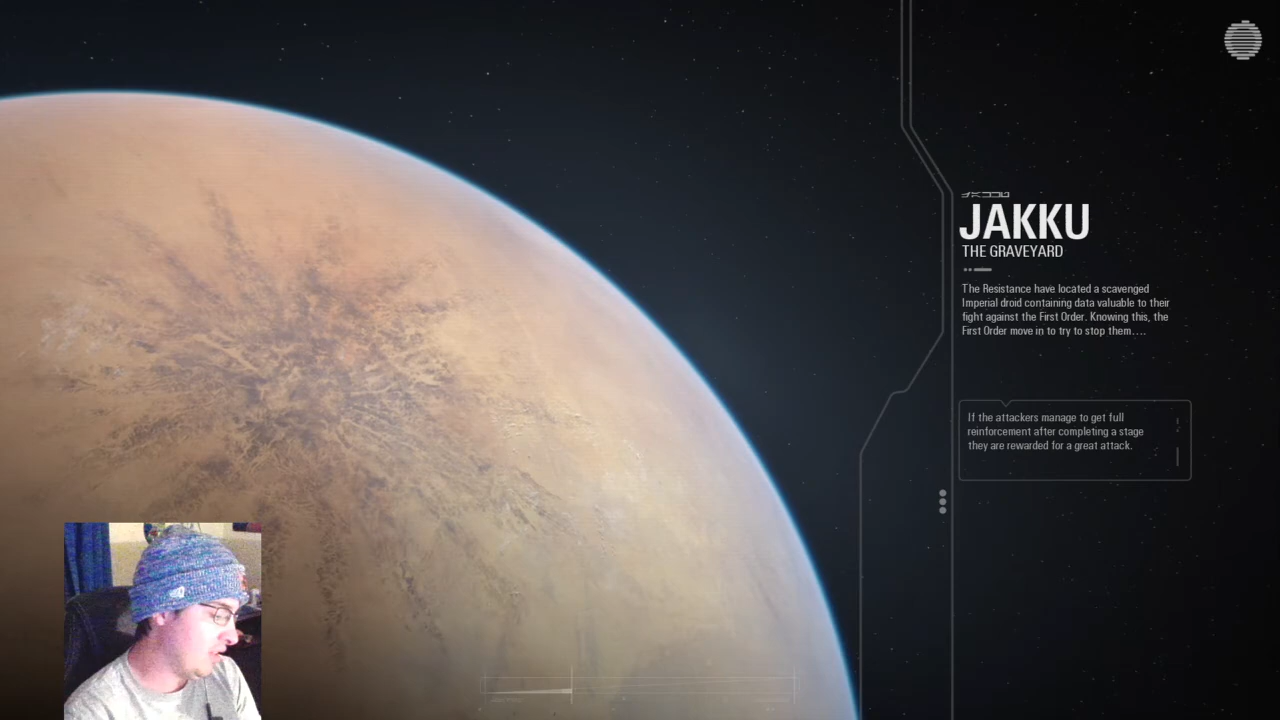 JAKKU
THE GRAVEYARD
The Resistance have located a scavenged
Imperial droid containing data valuable to their
fight against the First Order. Knowing this, the
First Order move in to try to stop them....
If the attackers manage to get full
reinforcement after completing a stage
they are rewarded for a great attack.